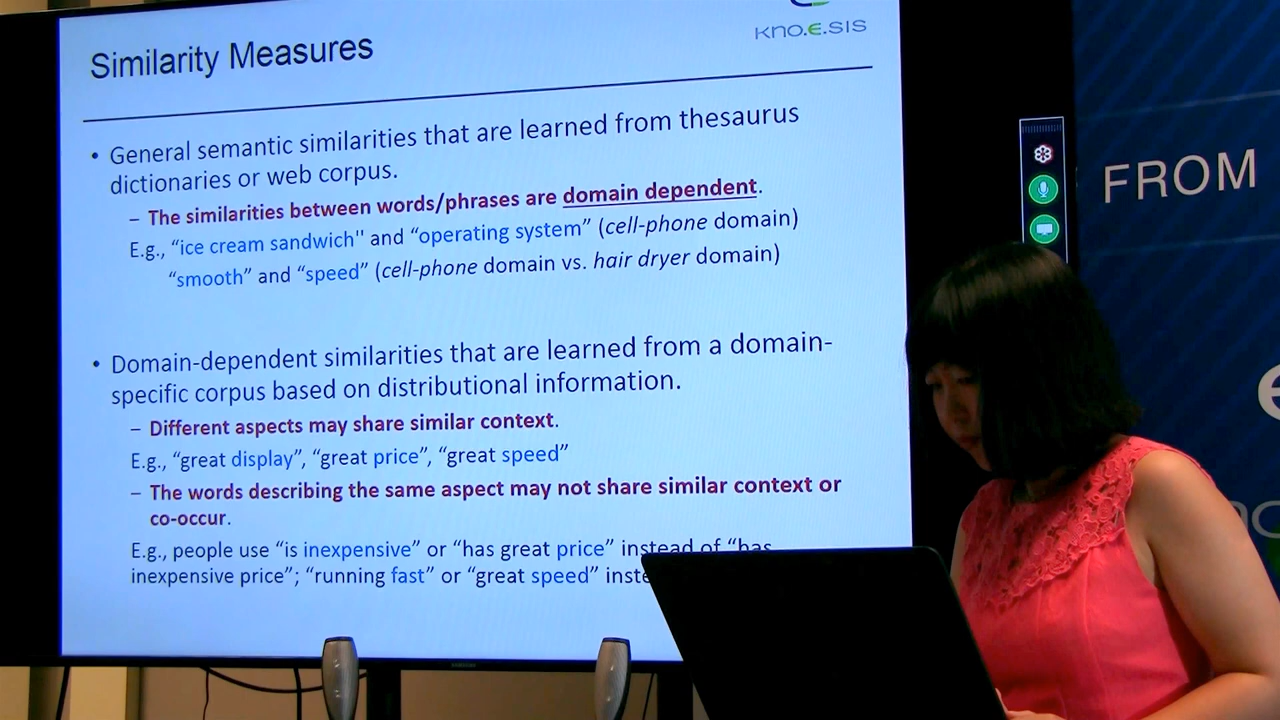 Similarity Measures
KNO.E.SIS
• General semantic similarities that are learned from thesaurus
dictionaries or web corpus.
– The similarities between words/phrases are domain dependent.
E.g., “ice cream sandwich'' and “operating system” (cell-phone domain)
“smooth” and “speed” (cell-phone domain vs. hair dryer domain)
• Domain-dependent similarities that are learned from a domain-
specific corpus based on distributional information.
– Different aspects may share similar context.
E.g., “great display”, “great price”, “great speed”
– The words describing the same aspect may not share similar context or
co-occur.
E.g., people use “is inexpensive” or “has great price” instead of “has
inexpensive price”; “running fast” or “great speed”
FROM